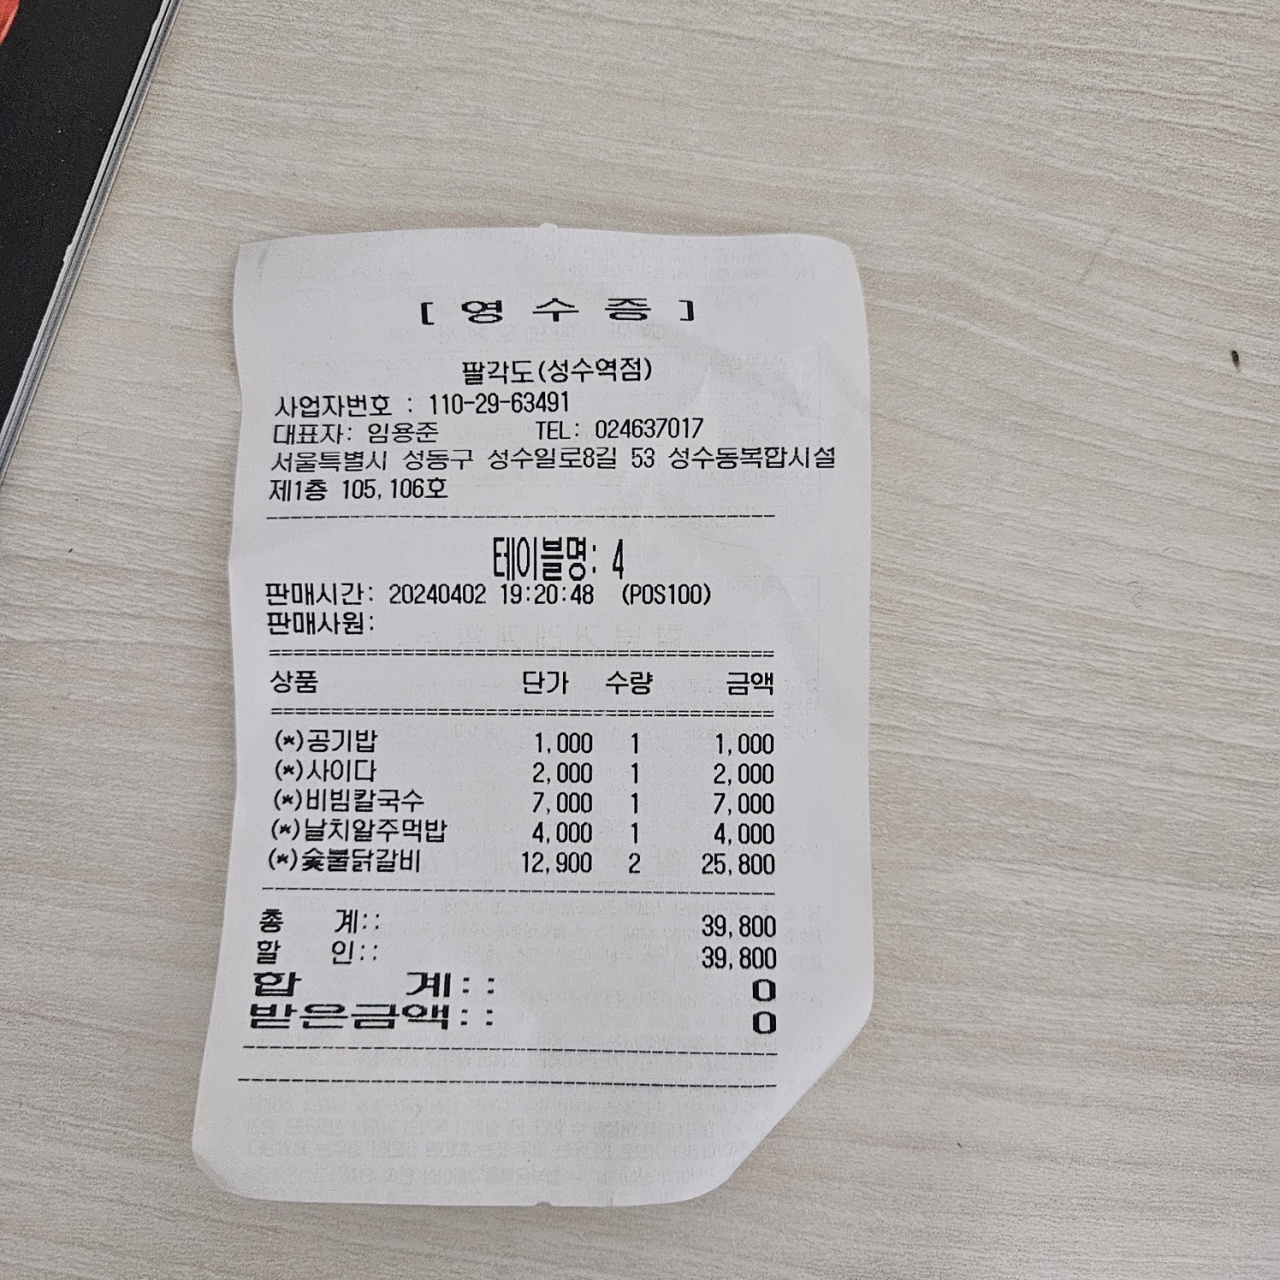 [ 영 수 증 ]
팔각도(성수역점)
사업자번호 : 110-29-63491
대표자: 임용준 TEL: 024637017
서울특별시 성동구 성수일로8길 53 성수동복합시설
제1층 105,106호
--------------------------------------------
테이블명: 4
판매시간: 20240402 19:20:48 (POS100)
판매사원:
============================================
상품 단가 수량 금액
============================================
(*)공기밥 1,000 1 1,000
(*)사이다 2,000 1 2,000
(*)비빔칼국수 7,000 1 7,000
(*)날치알주먹밥 4,000 1 4,000
(*)숯불닭갈비 12,900 2 25,800
--------------------------------------------
총 계:: 39,800
할 인:: 39,800
합 계:: 0
받은금액:: 0
--------------------------------------------
--------------------------------------------